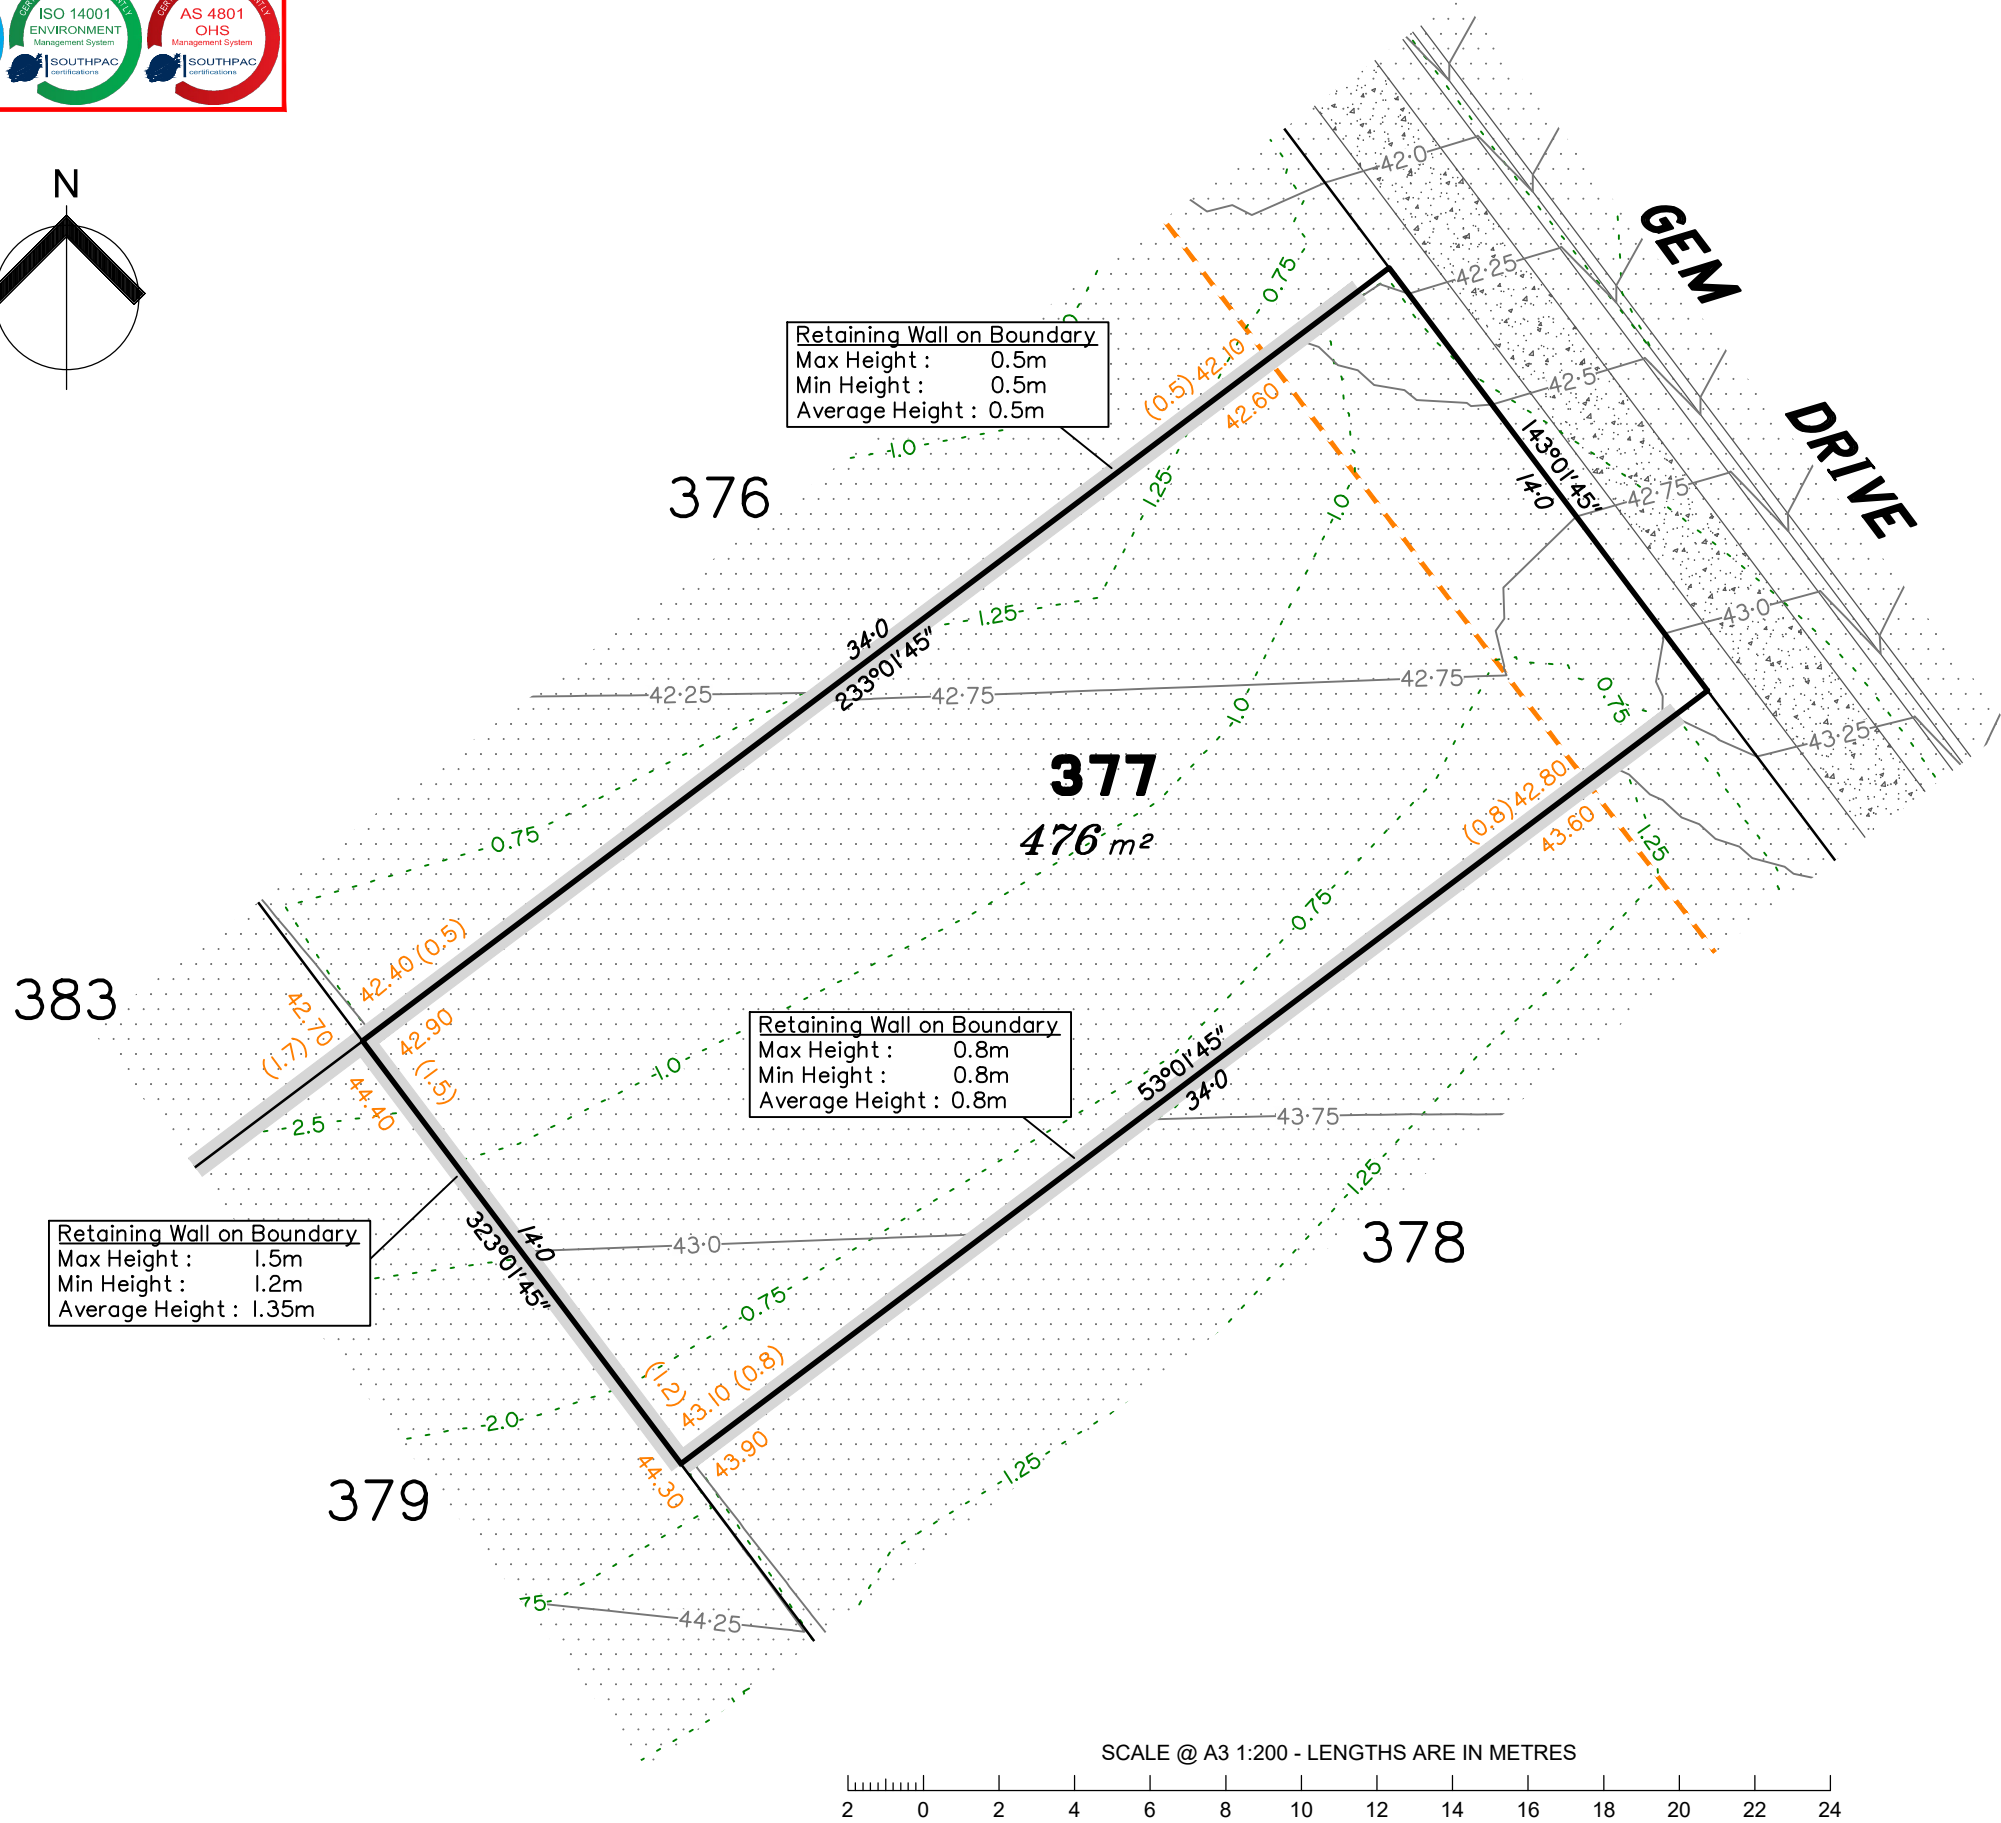 ISO 14001
ENVIRONMENT
Management System
SOUTHPAC
certifications
AS 4801
OHS
Management System
SOUTHPAC
certifications
N
GEM
DRIVE
42·0
42·25
42·5
42·75
43·0
43·25
0.75
Retaining Wall on Boundary
Max Height : 0.5m
Min Height : 0.5m
Average Height : 0.5m
(0.5) 42.10
42.60
143°01'45"
14·0
1.0
1.25
1.0
376
1.25
34·0
233°01'45"
42·25
42·75
42·75
0.75
1.0
377
476 m²
(0.8) 42.80
43.60
1.25
0.75
0.75
383
42.40 (0.5)
42.70
(1.7)
42.90
(1.5)
44.40
2.5
1.0
Retaining Wall on Boundary
Max Height : 0.8m
Min Height : 0.8m
Average Height : 0.8m
53°01'45"
34·0
43·75
1.25
378
Retaining Wall on Boundary
Max Height : 1.5m
Min Height : 1.2m
Average Height : 1.35m
14·0
323°01'45"
43·0
0.75
(1.2)
43.10 (0.8)
43.90
44.30
2.0
379
1.25
75
44·25
SCALE @ A3 1:200 - LENGTHS ARE IN METRES
2 0 2 4 6 8 10 12 14 16 18 20 22 24